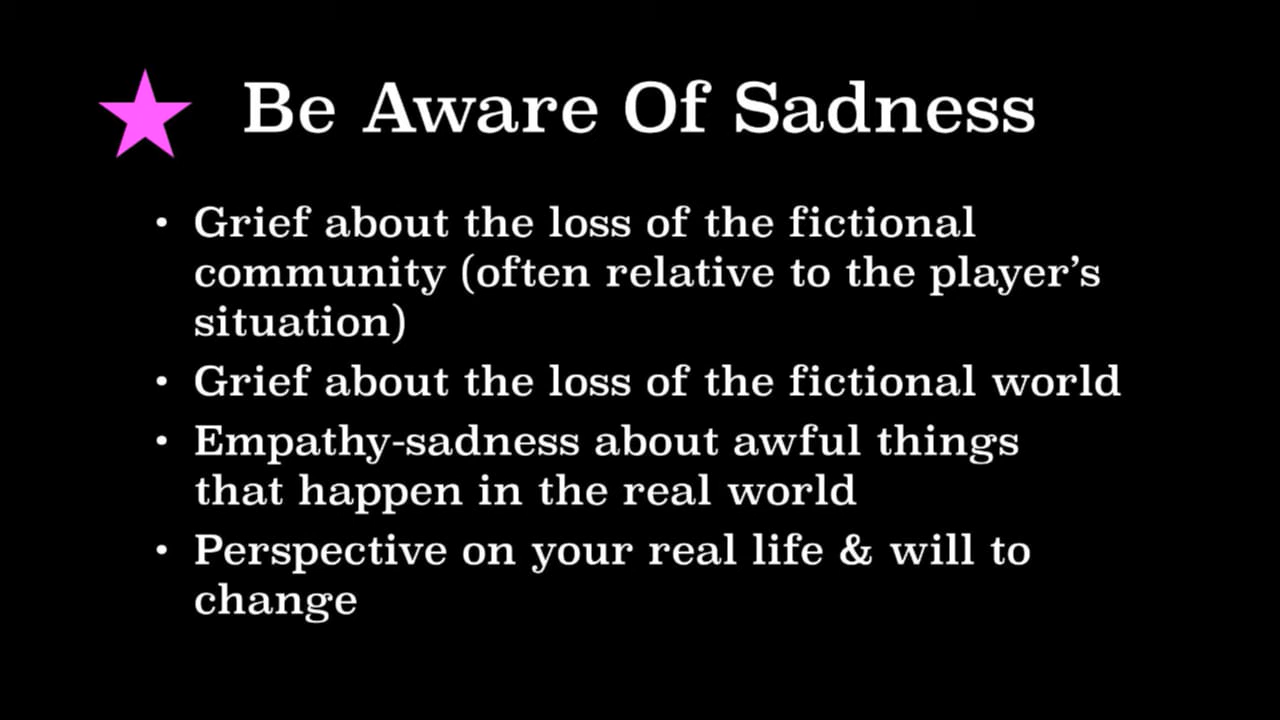 Be Aware Of Sadness
• Grief about the loss of the fictional
community (often relative to the player’s
situation)
• Grief about the loss of the fictional world
• Empathy-sadness about awful things
that happen in the real world
• Perspective on your real life & will to
change